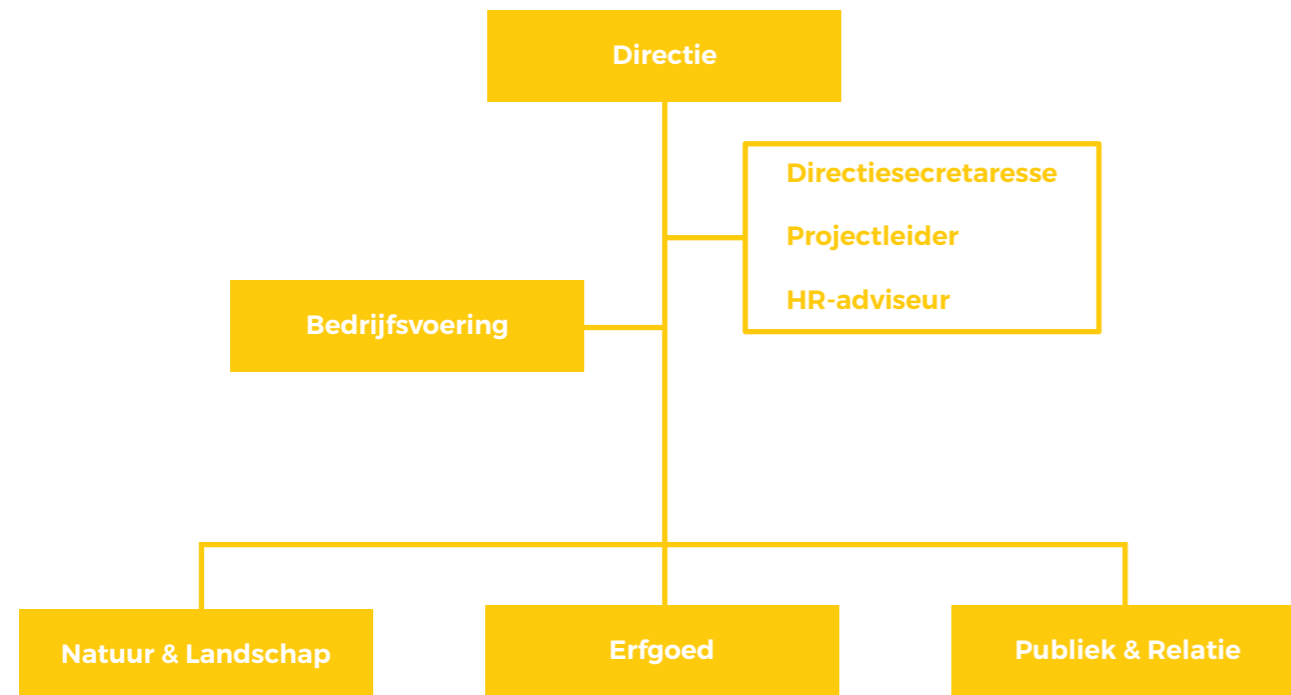 Directie
Directiesecretaresse
Projectleider
HR-adviseur
Bedrijfsvoering
Natuur & Landschap
Erfgoed
Publiek & Relatie